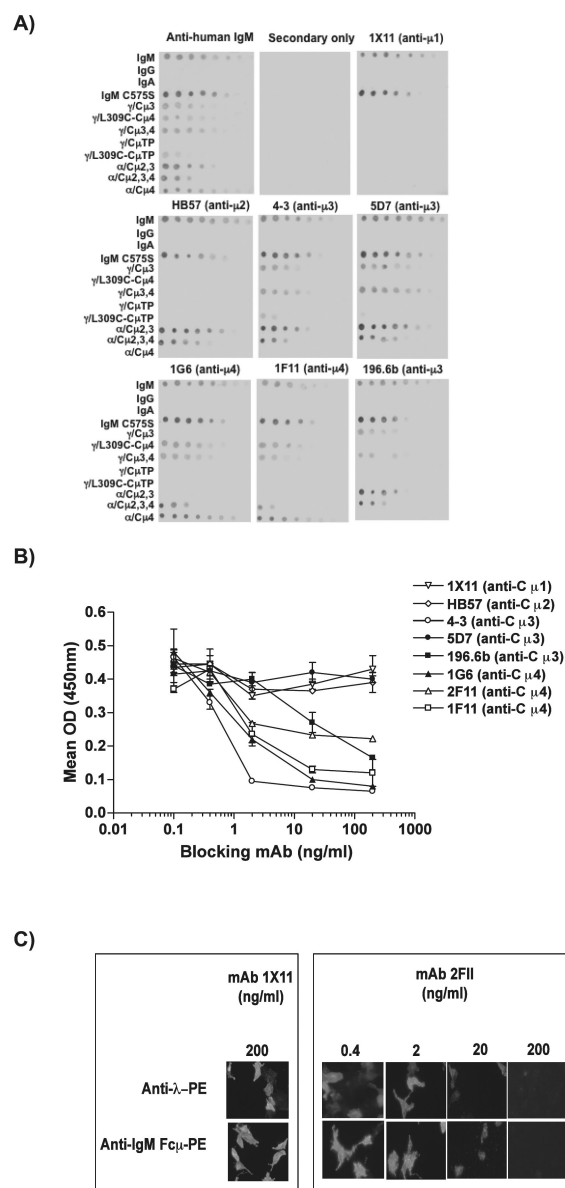 A)
Anti-human IgM Secondary only 1X11 (anti-μ1)
IgM
IgG
IgA
IgM C575S
γ/Cμ3
γ/L309C-Cμ4
γ/Cμ3,4
γ/CμTP
γ/L309C-CμTP
α/Cμ2,3
α/Cμ2,3,4
α/Cμ4
HB57 (anti-μ2) 4-3 (anti-μ3) 5D7 (anti-μ3)
IgM
IgG
IgA
IgM C575S
γ/Cμ3
γ/L309C-Cμ4
γ/Cμ3,4
γ/CμTP
γ/L309C-CμTP
α/Cμ2,3
α/Cμ2,3,4
α/Cμ4
1G6 (anti-μ4) 1F11 (anti-μ4) 196.6b (anti-μ3
IgM
IgG
IgA
IgM C575S
γ/Cμ3
γ/L309C-Cμ4
γ/Cμ3,4
γ/CμTP
γ/L309C-CμTP
α/Cμ2,3
α/Cμ2,3,4
α/Cμ4
B)
1X11 (anti-C μ1)
HB57 (anti-C μ2)
4-3 (anti-C μ3)
5D7 (anti-C μ3)
196.6b (anti-C μ3)
1G6 (anti-C μ4)
2F11 (anti-C μ4)
1F11 (anti-C μ4)
Mean OD (450nm)
0.6
0.5
0.4
0.3
0.2
0.1
0.0
0.01 0.1 1 10 100 1000
Blocking mAb (ng/ml)
C)
mAb 1X11
(ng/ml)
200
mAb 2FII
(ng/ml)
0.4 2 20 200
Anti-λ–PE
Anti-IgM Fcμ-PE